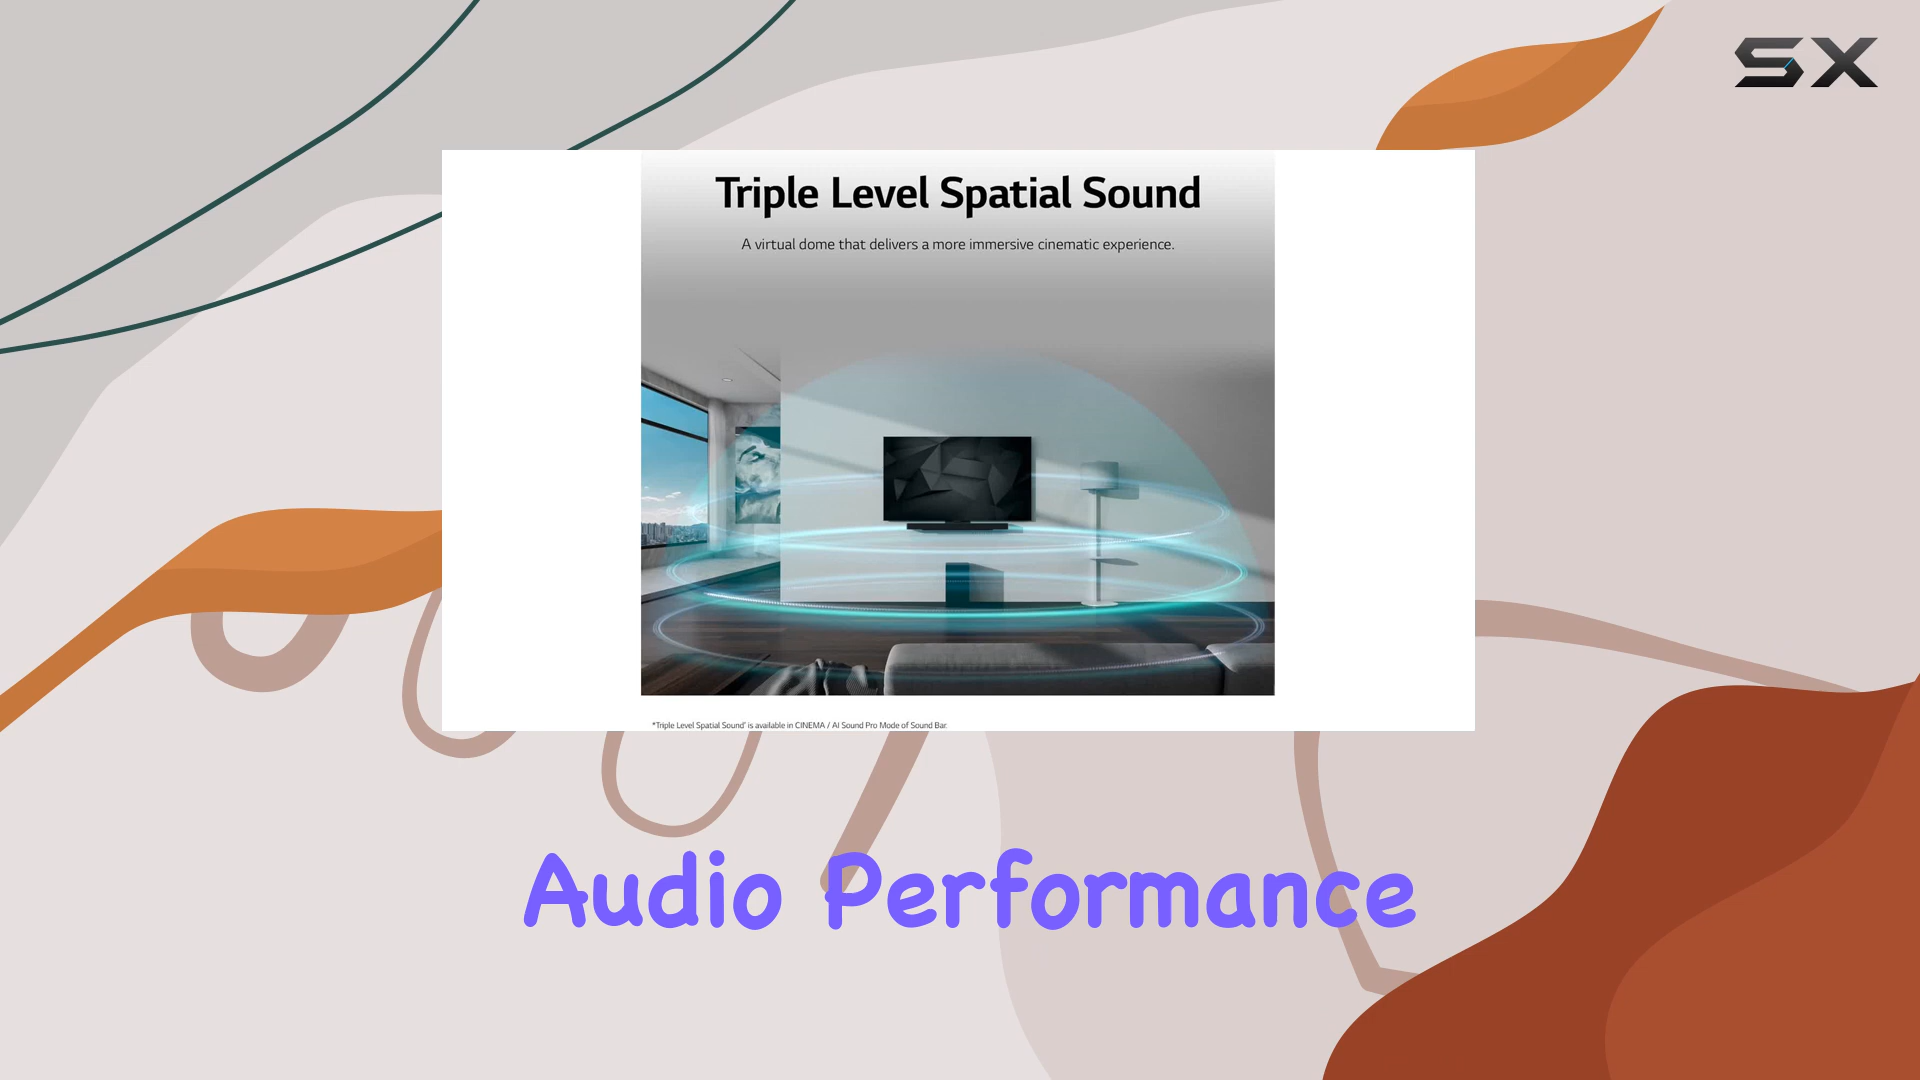 SX
Triple Level Spatial Sound
A virtual dome that delivers a more immersive cinematic experience.
*Triple Level Spatial Sound' is available in CINEMA / AI Sound Pro Mode of Sound Bar.
Audio Performance